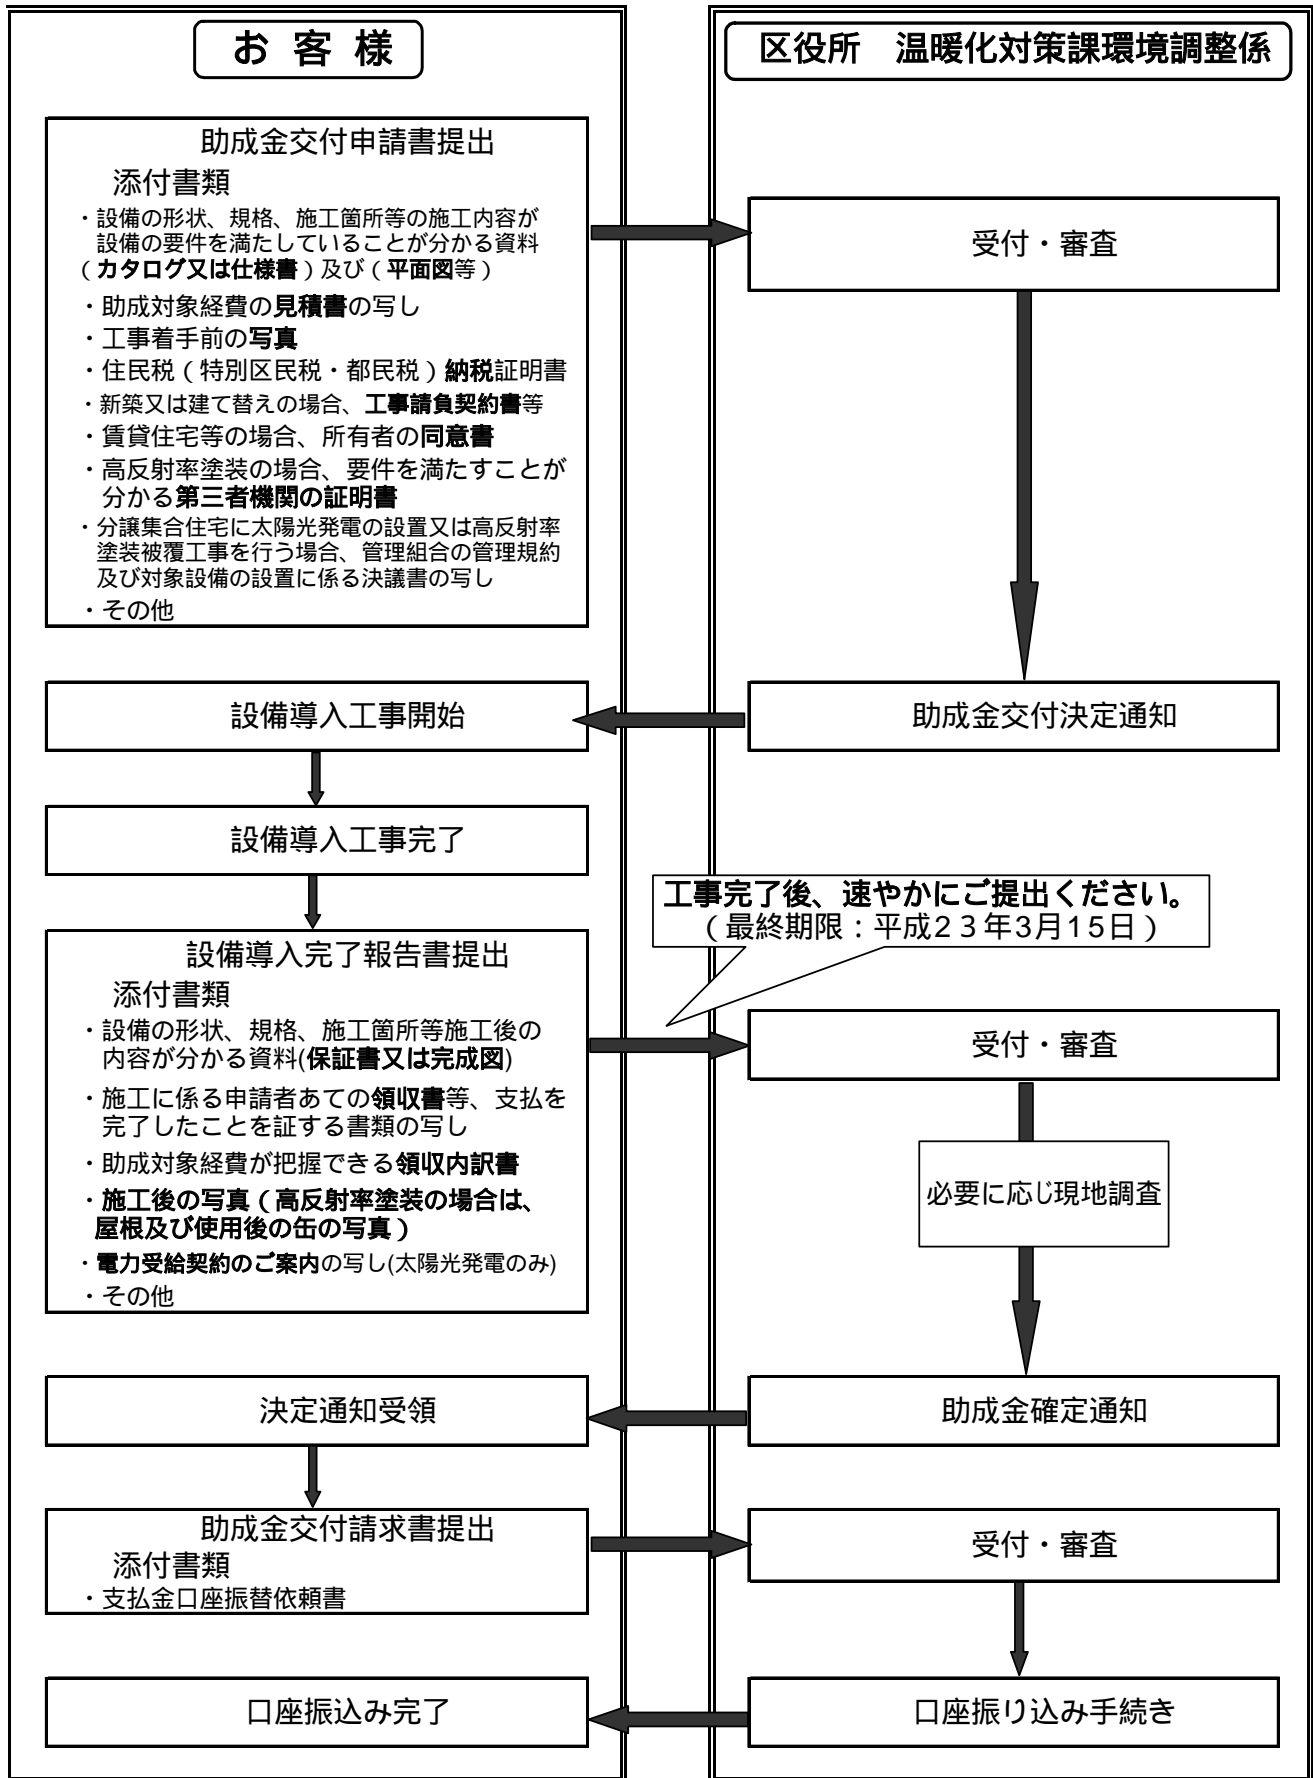 お 客 様
区役所　温暖化対策課環境調整係
助成金交付申請書提出
添付書類
・設備の形状、規格、施工箇所等の施工内容が
設備の要件を満たしていることが分かる資料
（カタログ又は仕様書）及び（平面図等）
・助成対象経費の見積書の写し
・工事着手前の写真
・住民税（特別区民税・都民税）納税証明書
・新築又は建て替えの場合、工事請負契約書等
・賃貸住宅等の場合、所有者の同意書
・高反射率塗装の場合、要件を満たすことが
分かる第三者機関の証明書
・分譲集合住宅に太陽光発電の設置又は高反射率
塗装被覆工事を行う場合、管理組合の管理規約
及び対象設備の設置に係る決議書の写し
・その他
受付・審査
助成金交付決定通知
設備導入工事開始
設備導入工事完了
工事完了後、速やかにご提出ください。
（最終期限：平成２３年3月15日）
設備導入完了報告書提出
添付書類
・設備の形状、規格、施工箇所等施工後の
内容が分かる資料(保証書又は完成図)
・施工に係る申請者あての領収書等、支払を
完了したことを証する書類の写し
・助成対象経費が把握できる領収内訳書
・施工後の写真（高反射率塗装の場合は、
屋根及び使用後の缶の写真）
・電力受給契約のご案内の写し(太陽光発電のみ)
・その他
受付・審査
必要に応じ現地調査
助成金確定通知
決定通知受領
助成金交付請求書提出
添付書類
・支払金口座振替依頼書
受付・審査
口座振り込み手続き
口座振込み完了